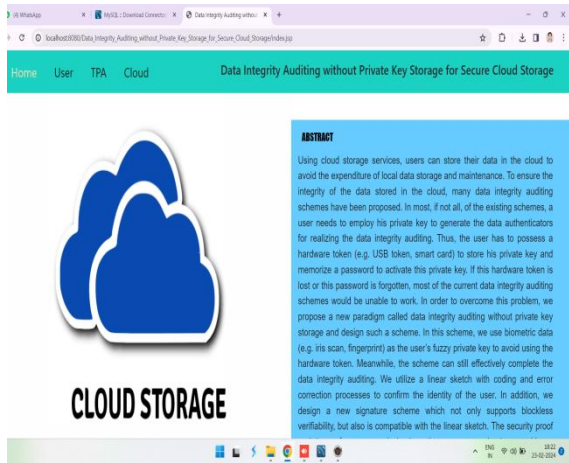 (4) WhatsApp
MySQL :: Download Connector
Data Integrity Auditing without
localhost:8080/Data_Integrity_Auditing_without_Private_Key_Storage_for_Secure_Cloud_Storage/index.jsp
Home User TPA Cloud Data Integrity Auditing without Private Key Storage for Secure Cloud Storage
ABSTRACT
Using cloud storage services, users can store their data in the cloud to
avoid the expenditure of local data storage and maintenance. To ensure the
integrity of the data stored in the cloud, many data integrity auditing
schemes have been proposed. In most, if not all, of the existing schemes, a
user needs to employ his private key to generate the data authenticators
for realizing the data integrity auditing. Thus, the user has to possess a
hardware token (e.g. USB token, smart card) to store his private key and
memorize a password to activate this private key. If this hardware token is
lost or this password is forgotten, most of the current data integrity auditing
schemes would be unable to work. In order to overcome this problem, we
propose a new paradigm called data integrity auditing without private key
storage and design such a scheme. In this scheme, we use biometric data
(e.g. iris scan, fingerprint) as the user's fuzzy private key to avoid using the
hardware token. Meanwhile, the scheme can still effectively complete the
data integrity auditing. We utilize a linear sketch with coding and error
correction processes to confirm the identity of the user. In addition, we
design a new signature scheme which not only supports blockless
verifiability, but also is compatible with the linear sketch. The security proof
CLOUD STORAGE
ENG
IN
18:22
23-02-2024